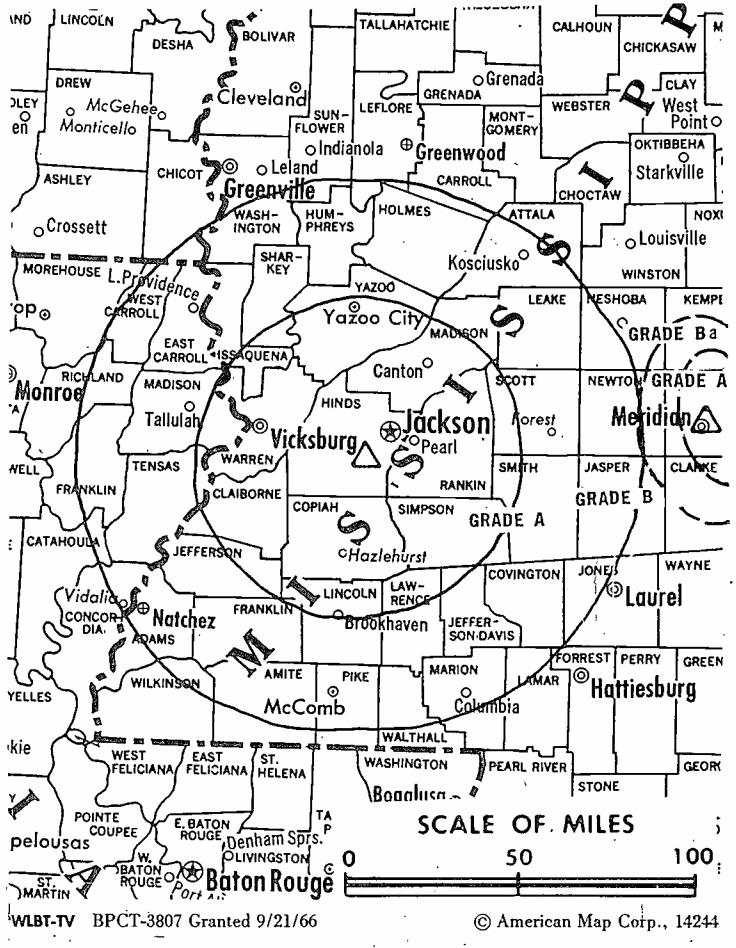 LINCOLN
BOLIVAR
TALLAHATCHIE
CALHOUN
P
DESHA
CHICKASAW
DREW
Cleveland
Grenada
GRENADA
P
CLAY
McGehee
Monticello
LEFLORE
WEBSTER
West
Point
SUN-
FLOWER
MONT-
GOMERY
Indianola
Greenwood
OKTIBBEHA
Starkville
ASHLEY
CHICOT
Leland
Greenville
CARROLL
I
CHOCTAW
Crossett
WASH-
INGTON
HUM-
PHREYS
HOLMES
ATTALA
S
Louisville
WINSTON
MOREHOUSE
L. Providence
SHAR-
KEY
Kosciusko
WEST
CARROLL
YAZOO
LEAKE
NESHOBA
Yazoo City
MADISON
S
GRADE Ba
EAST
CARROLL
ISSAQUENA
Monroe
RICHLAND
MADISON
Canton
I
SCOTT
NEWTON
GRADE A
Tallulah
HINDS
Jackson
Forest
Meridian
Vicksburg
Pearl
TENSAS
WARREN
S
SMITH
JASPER
CLARKE
FRANKLIN
CLAIBORNE
RANKIN
GRADE B
COPIAH
S
SIMPSON
GRADE A
CATAHOULA
JEFFERSON
Hazlehurst
COVINGTON
JONES
WAYNE
I
LINCOLN
LAW-
RENCE
Laurel
Vidalia
Natchez
FRANKLIN
Brookhaven
CONCOR-
DIA
ADAMS
JEFFER-
SON DAVIS
M
AMITE
PIKE
MARION
FORREST
PERRY
WILKINSON
LAMAR
Hattiesburg
McComb
Columbia
WALTHALL
WEST
FELICIANA
EAST
FELICIANA
ST.
HELENA
WASHINGTON
PEARL RIVER
STONE
Bogalusa
POINTE
COUPEE
SCALE OF MILES
E. BATON
ROUGE
Denham Sprs.
LIVINGSTON
0 50 100
W.
BATON
ROUGE
ST.
MARTIN
A
Baton Rouge
WLBT-TV BPCT-3807 Granted 9/21/66 © American Map Corp., 14244